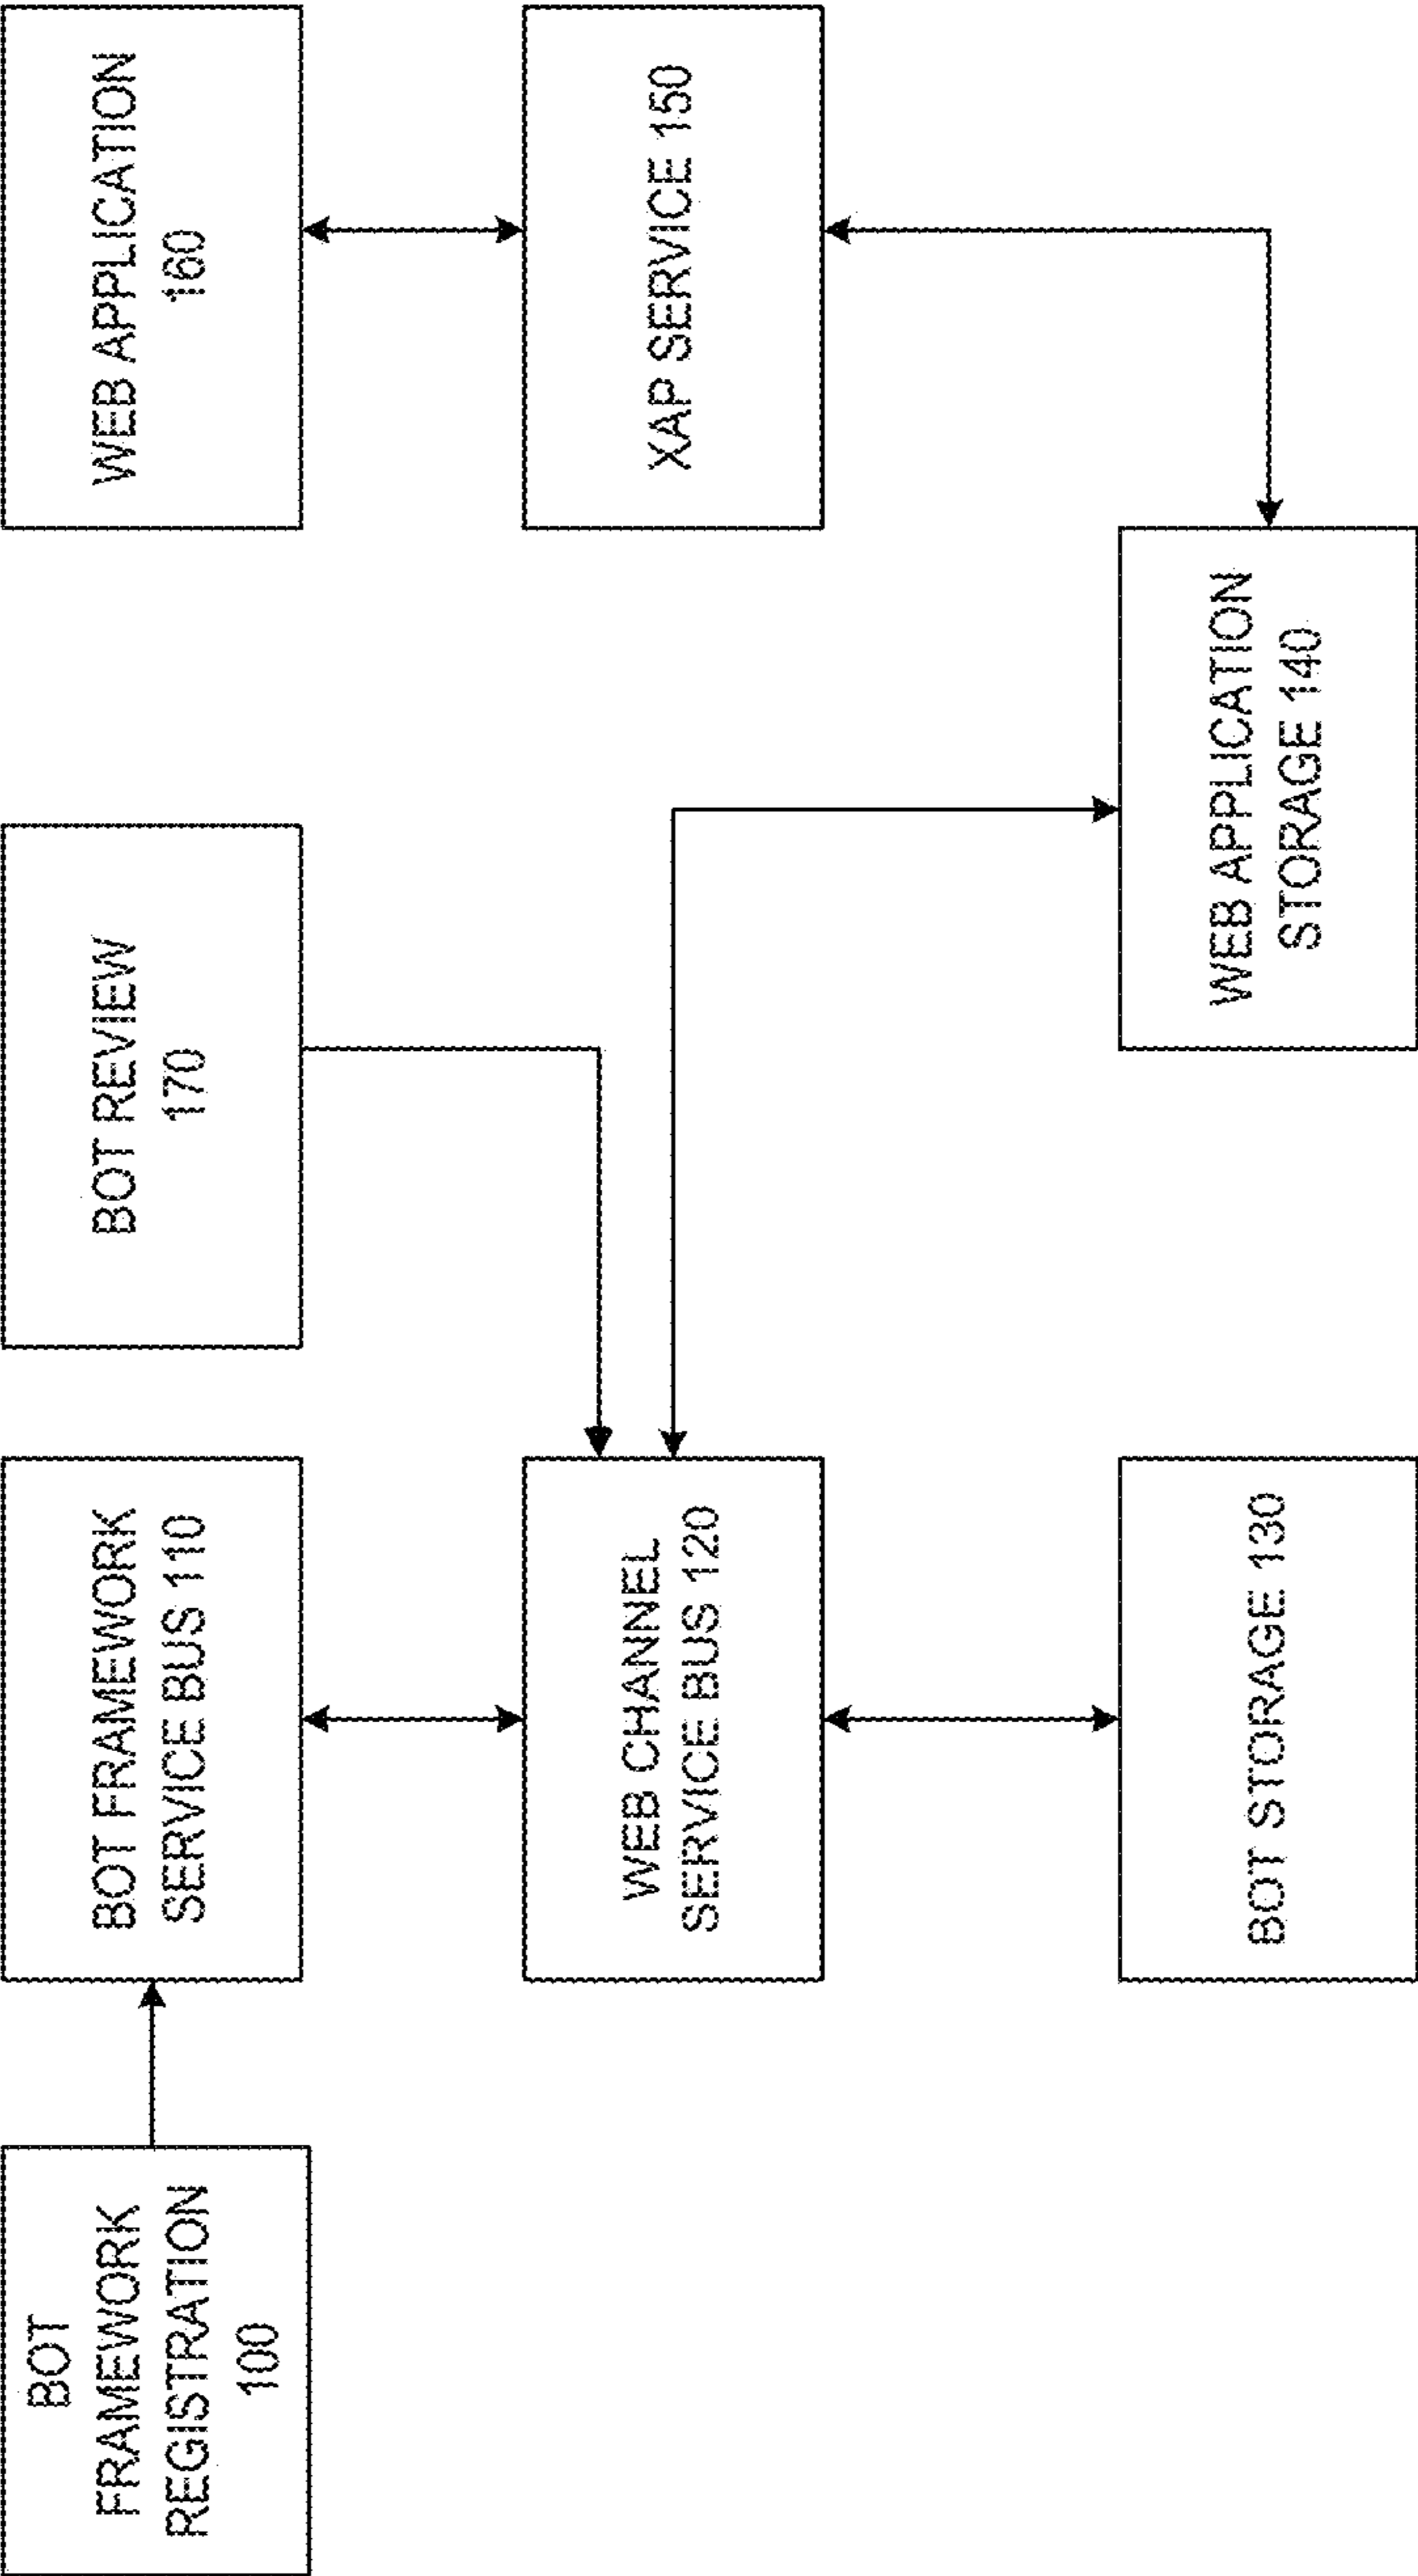 BOT
FRAMEWORK
REGISTRATION
100
BOT FRAMEWORK
SERVICE BUS 110
BOT REVIEW
170
WEB APPLICATION
160
WEB CHANNEL
SERVICE BUS 120
XAP SERVICE 150
BOT STORAGE 130
WEB APPLICATION
STORAGE 140